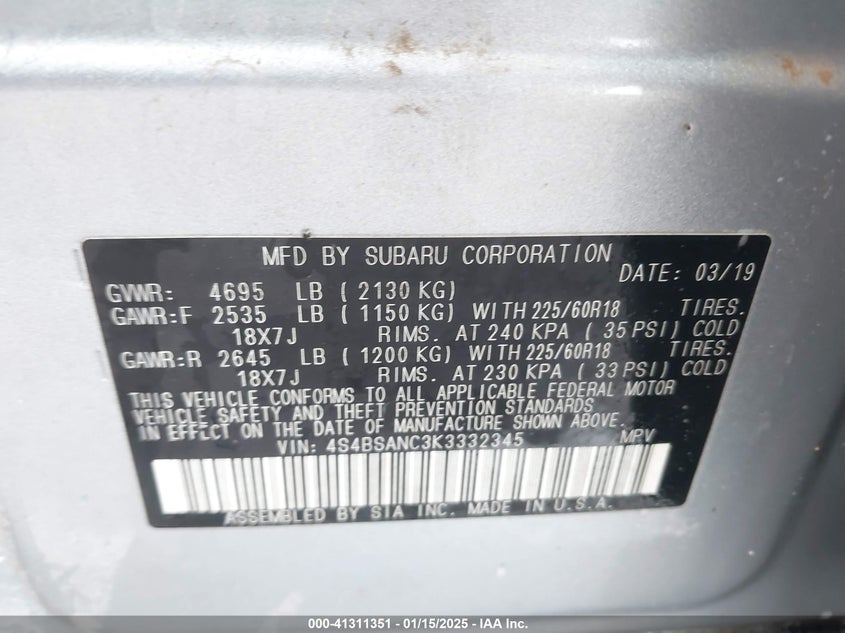 MFD BY SUBARU CORPORATION
DATE: 03/19
GVWR: 4695 LB ( 2130 KG)
GAWR:F 2535 LB ( 1150 KG) WITH 225/60R18 TIRES.
18X7J RIMS. AT 240 KPA ( 35 PSI) COLD
GAWR:R 2645 LB ( 1200 KG) WITH 225/60R18 TIRES.
18X7J RIMS. AT 230 KPA ( 33 PSI) COLD
THIS VEHICLE CONFORMS TO ALL APPLICABLE FEDERAL MOTOR
VEHICLE SAFETY AND THEFT PREVENTION STANDARDS
IN EFFECT ON THE DATE OF MANUFACTURE SHOWN ABOVE.
VIN: 4S4BSANC3K3332345 MPV
ASSEMBLED BY SIA INC. MADE IN U.S.A.
000-41311351 - 01/15/2025 - IAA Inc.